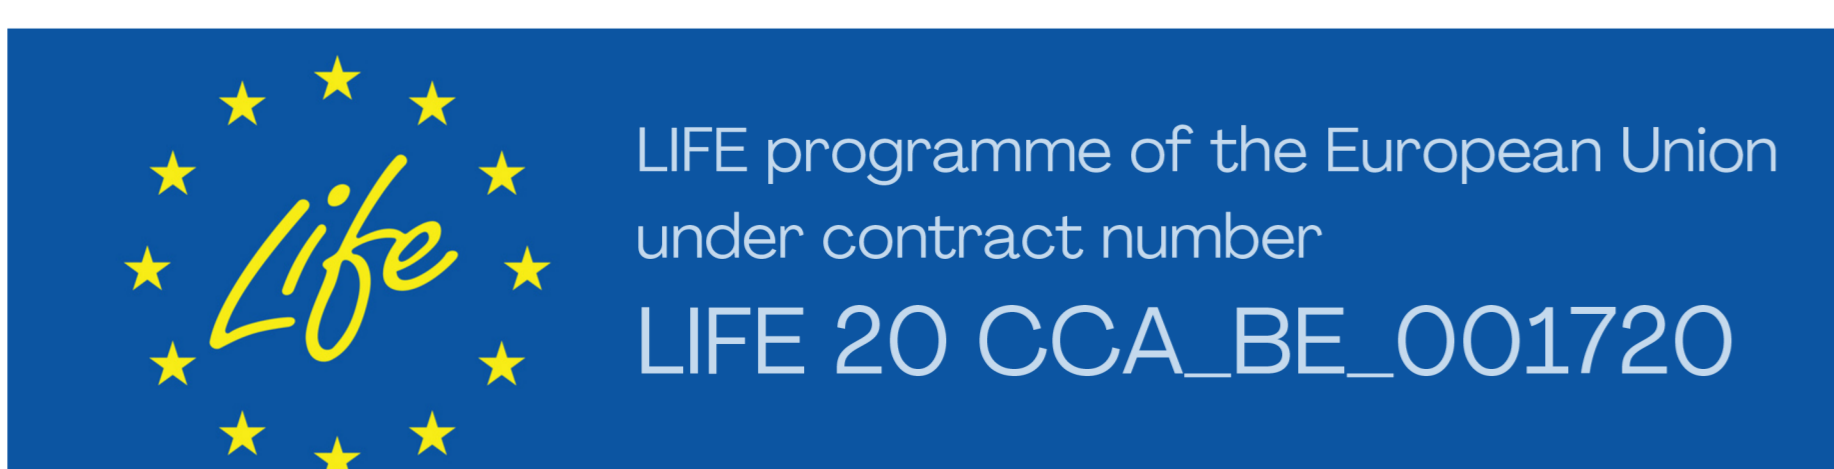 Life
LIFE programme of the European Union
under contract number
LIFE 20 CCA_BE_001720